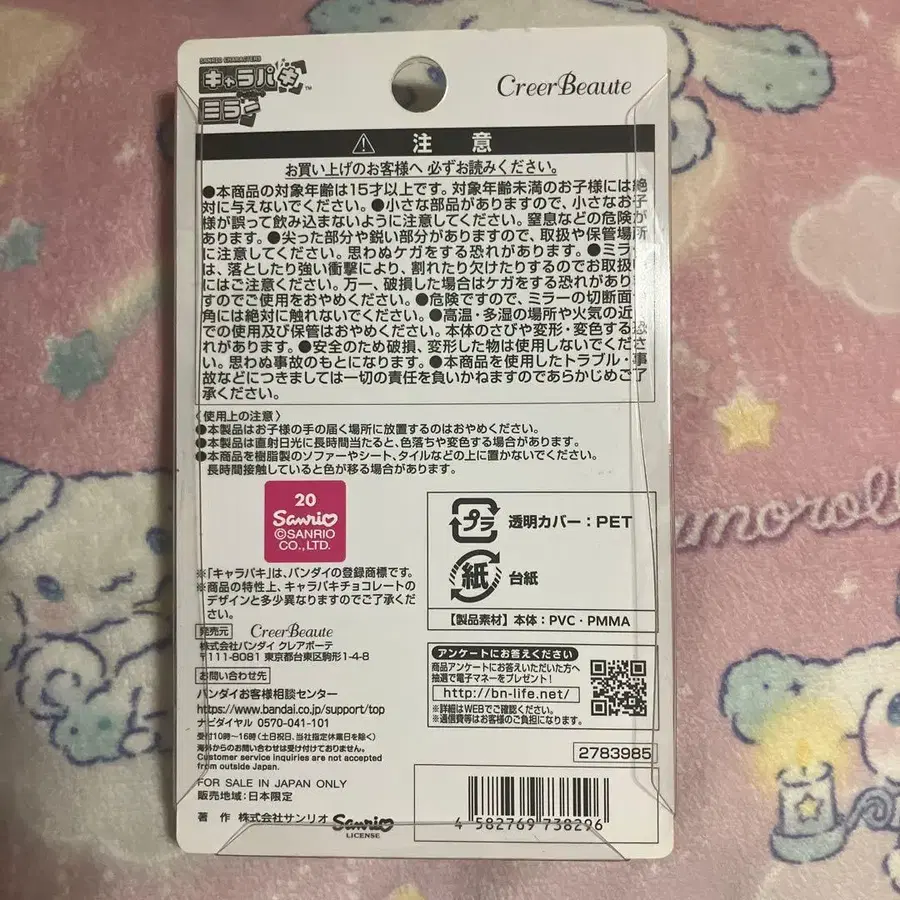 SANRIO CHARACTERS
キャラパキ™
ミラー
CreerBeaute
注 意
お買い上げのお客様へ 必ずお読みください。
●本商品の対象年齢は15才以上です。対象年齢未満のお子様には絶
対に与えないでください。●小さな部品がありますので、小さなお子
様が誤って飲み込まないように注意してください。窒息などの危険が
あります。●尖った部分や鋭い部分がありますので、取扱や保管場所
に注意してください。思わぬケガをする恐れがあります。●ミラー
は、落としたり強い衝撃により、割れたり欠けたりするのでお取扱い
にはご注意ください。万一、破損した場合はケガをする恐れがありま
すのでご使用をおやめください。●危険ですので、ミラーの切断面や
角には絶対に触れないでください。●高温・多湿の場所や火気の近く
での使用及び保管はおやめください。本体のさびや変形・変色する恐
れがあります。●安全のため破損、変形した物は使用しないでくださ
い。思わぬ事故のもとになります。●本商品を使用したトラブル・事
故などにつきましては一切の責任を負いかねますのであらかじめご了
承ください。
〈使用上の注意〉
●本製品はお子様の手の届く場所に放置するのはおやめください。
●本製品は直射日光に長時間当たると、色落ちや変色する場合があります。
●本商品を樹脂製のソファーやシート、タイルなどの上に置かないでください。
長時間接触していると色が移る場合があります。
20
Sanrio
©SANRIO
CO.,LTD.
プラ 透明カバー：PET
紙 台紙
【製品素材】本体：PVC・PMMA
※「キャラパキ」は、バンダイの登録商標です。
※商品の特性上、キャラパキチョコレートの
デザインと多少異なりますのでご了承くださ
い。
発売元 CreerBeaute
株式会社バンダイ クレアボーテ
〒111-8081 東京都台東区駒形1-4-8
お問い合わせ先
バンダイお客様相談センター
https://www.bandai.co.jp/support/top
ナビダイヤル 0570-041-101
受付10時～16時(土日祝日、当社指定休業日を除く)
海外からのお問い合わせは受け付けておりません。
Customer service inquiries are not accepted
from outside Japan.
FOR SALE IN JAPAN ONLY
販売地域：日本限定
著 作 株式会社サンリオ Sanrio
LICENSE
アンケートにお答えください
商品アンケートにお答えいただいた方へ
抽選で電子マネーをプレゼント!
http://bn-life.net/
※詳細はWEBでご確認ください。
※通信費等はお客様のご負担になります。
2783985
4 582769 738296
moroll